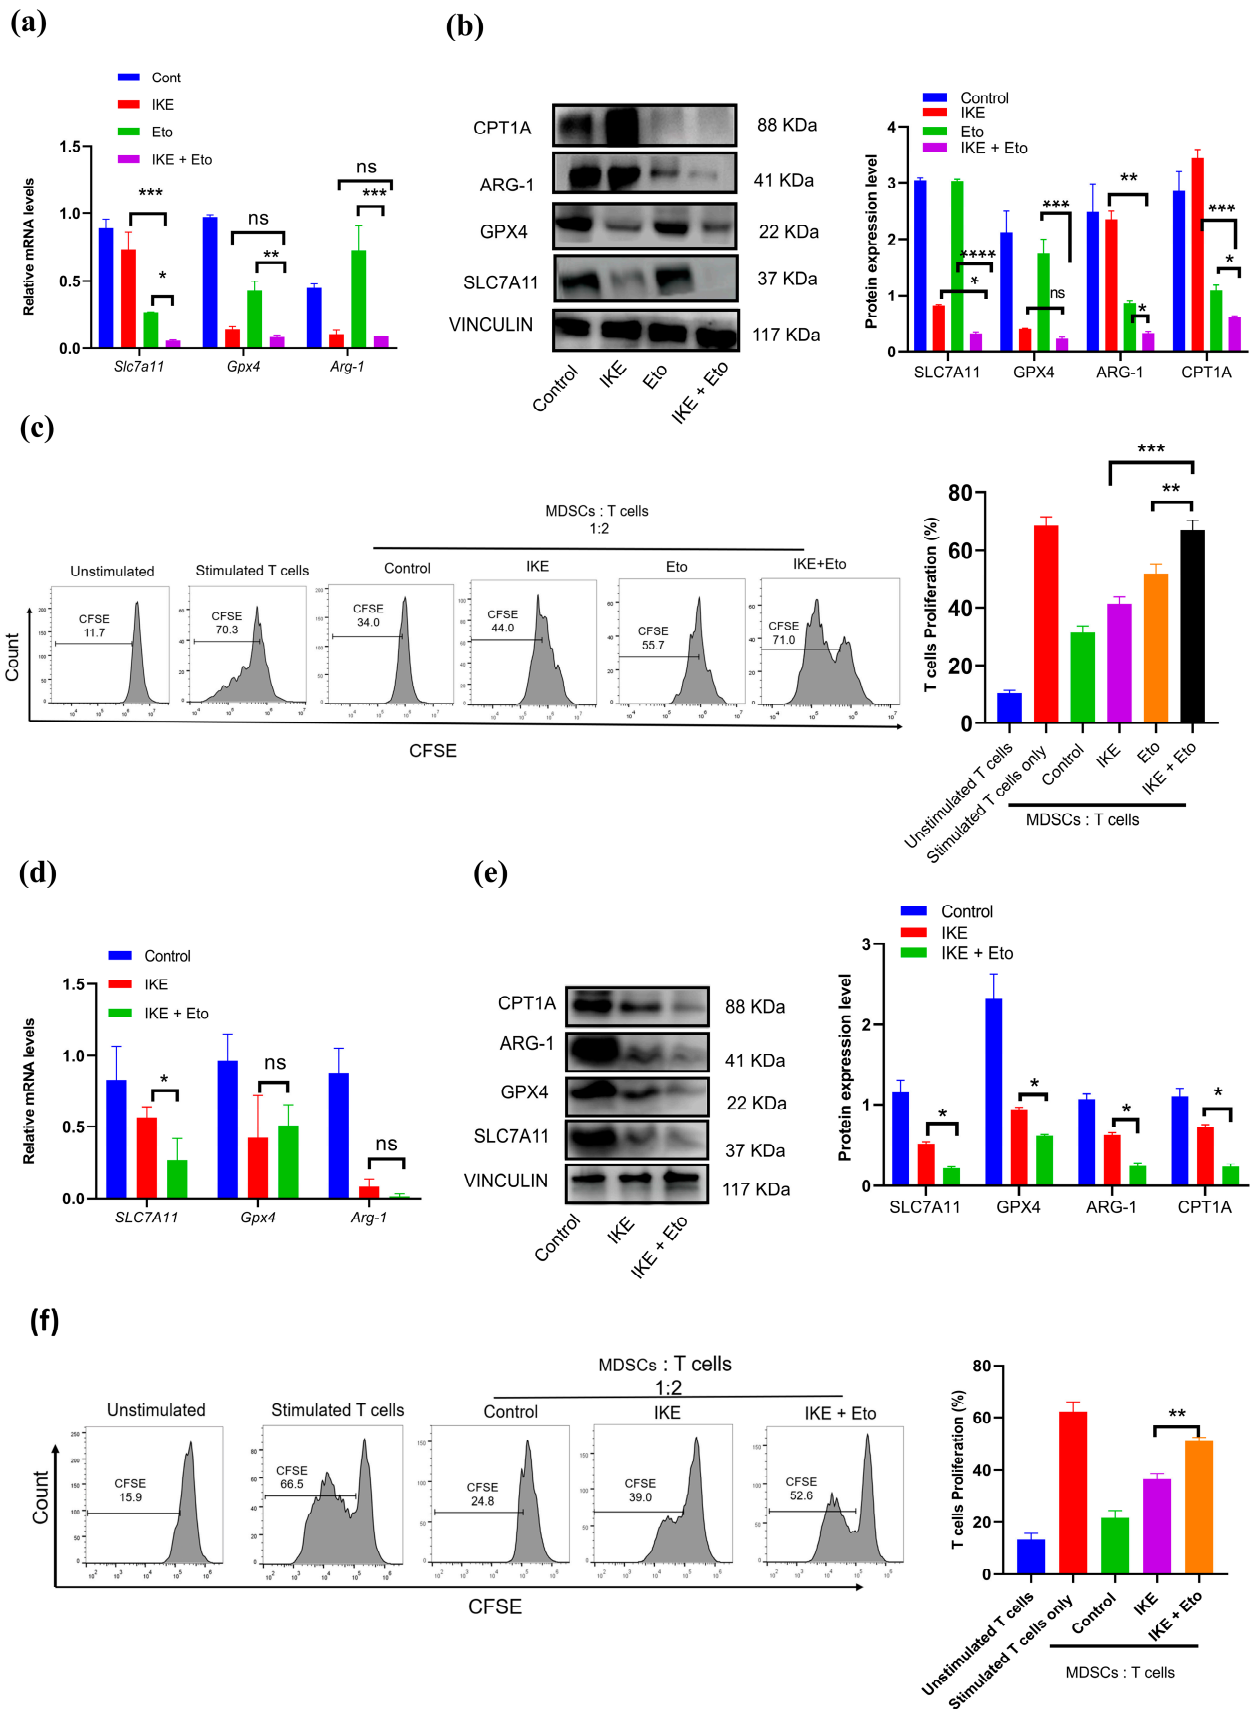 (a)
Cont
IKE
Eto
IKE + Eto
Relative mRNA levels
1.5
1.0
0.5
0.0
***
*
ns
**
ns
***
Slc7a11
Gpx4
Arg-1
(b)
CPT1A
88 KDa
ARG-1
41 KDa
GPX4
22 KDa
SLC7A11
37 KDa
VINCULIN
117 KDa
Control
IKE
Eto
IKE + Eto
Control
IKE
Eto
IKE + Eto
Protein expression level
4
3
2
1
0
****
*
***
ns
**
*
***
*
SLC7A11
GPX4
ARG-1
CPT1A
(c)
MDSCs : T cells
1:2
Unstimulated
Stimulated T cells
Control
IKE
Eto
IKE+Eto
CFSE
11.7
CFSE
70.3
CFSE
34.0
CFSE
44.0
CFSE
55.7
CFSE
71.0
Count
CFSE
T cells Proliferation (%)
80
60
40
20
0
***
**
Unstimulated T cells
Stimulated T cells only
Control
IKE
Eto
IKE + Eto
MDSCs : T cells
(d)
Control
IKE
IKE + Eto
Relative mRNA levels
1.5
1.0
0.5
0.0
*
ns
ns
SLC7A11
Gpx4
Arg-1
(e)
CPT1A
88 KDa
ARG-1
41 KDa
GPX4
22 KDa
SLC7A11
37 KDa
VINCULIN
117 KDa
Control
IKE
IKE + Eto
Control
IKE
IKE + Eto
Protein expression level
3
2
1
0
*
*
*
*
SLC7A11
GPX4
ARG-1
CPT1A
(f)
MDSCs : T cells
1:2
Unstimulated
Stimulated T cells
Control
IKE
IKE + Eto
CFSE
15.9
CFSE
66.5
CFSE
24.8
CFSE
39.0
CFSE
52.6
Count
CFSE
T cells Proliferation (%)
80
60
40
20
0
**
Unstimulated T cells
Stimulated T cells only
Control
IKE
IKE + Eto
MDSCs : T cells